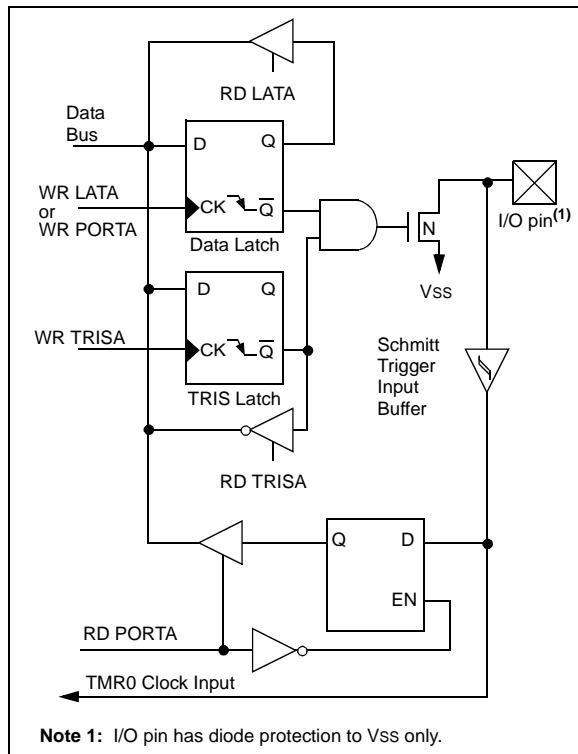 RD LATA
Data
Bus
D Q
WR LATA
or
WR PORTA
CK Q̅
Data Latch
N
I/O pin(1)
VSS
D Q
WR TRISA
CK Q̅
TRIS Latch
Schmitt
Trigger
Input
Buffer
RD TRISA
Q D
EN
RD PORTA
TMR0 Clock Input
Note 1: I/O pin has diode protection to VSS only.